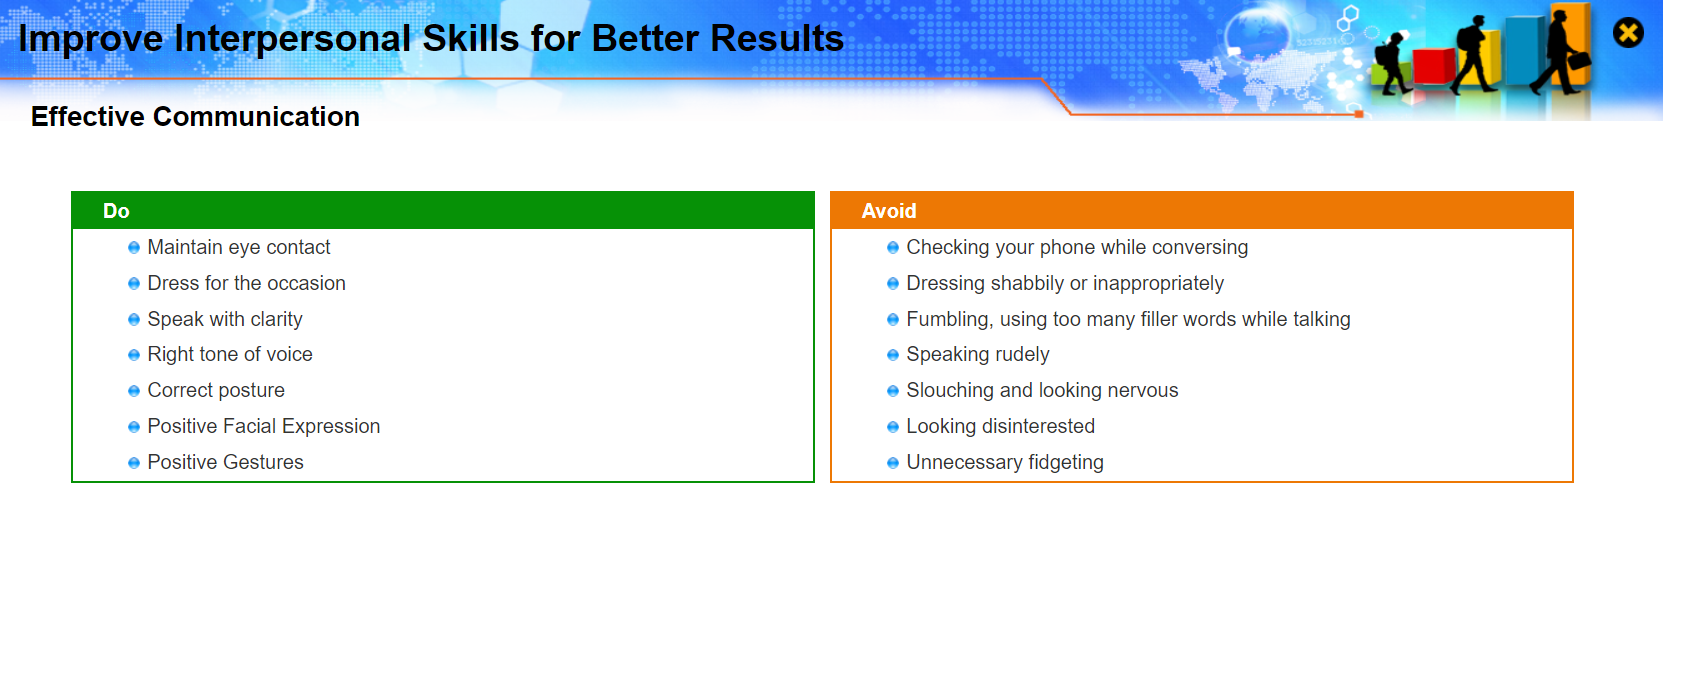 Improve Interpersonal Skills for Better Results
Effective Communication
Do
Maintain eye contact
Dress for the occasion
Speak with clarity
Right tone of voice
Correct posture
Positive Facial Expression
Positive Gestures
Avoid
Checking your phone while conversing
Dressing shabbily or inappropriately
Fumbling, using too many filler words while talking
Speaking rudely
Slouching and looking nervous
Looking disinterested
Unnecessary fidgeting